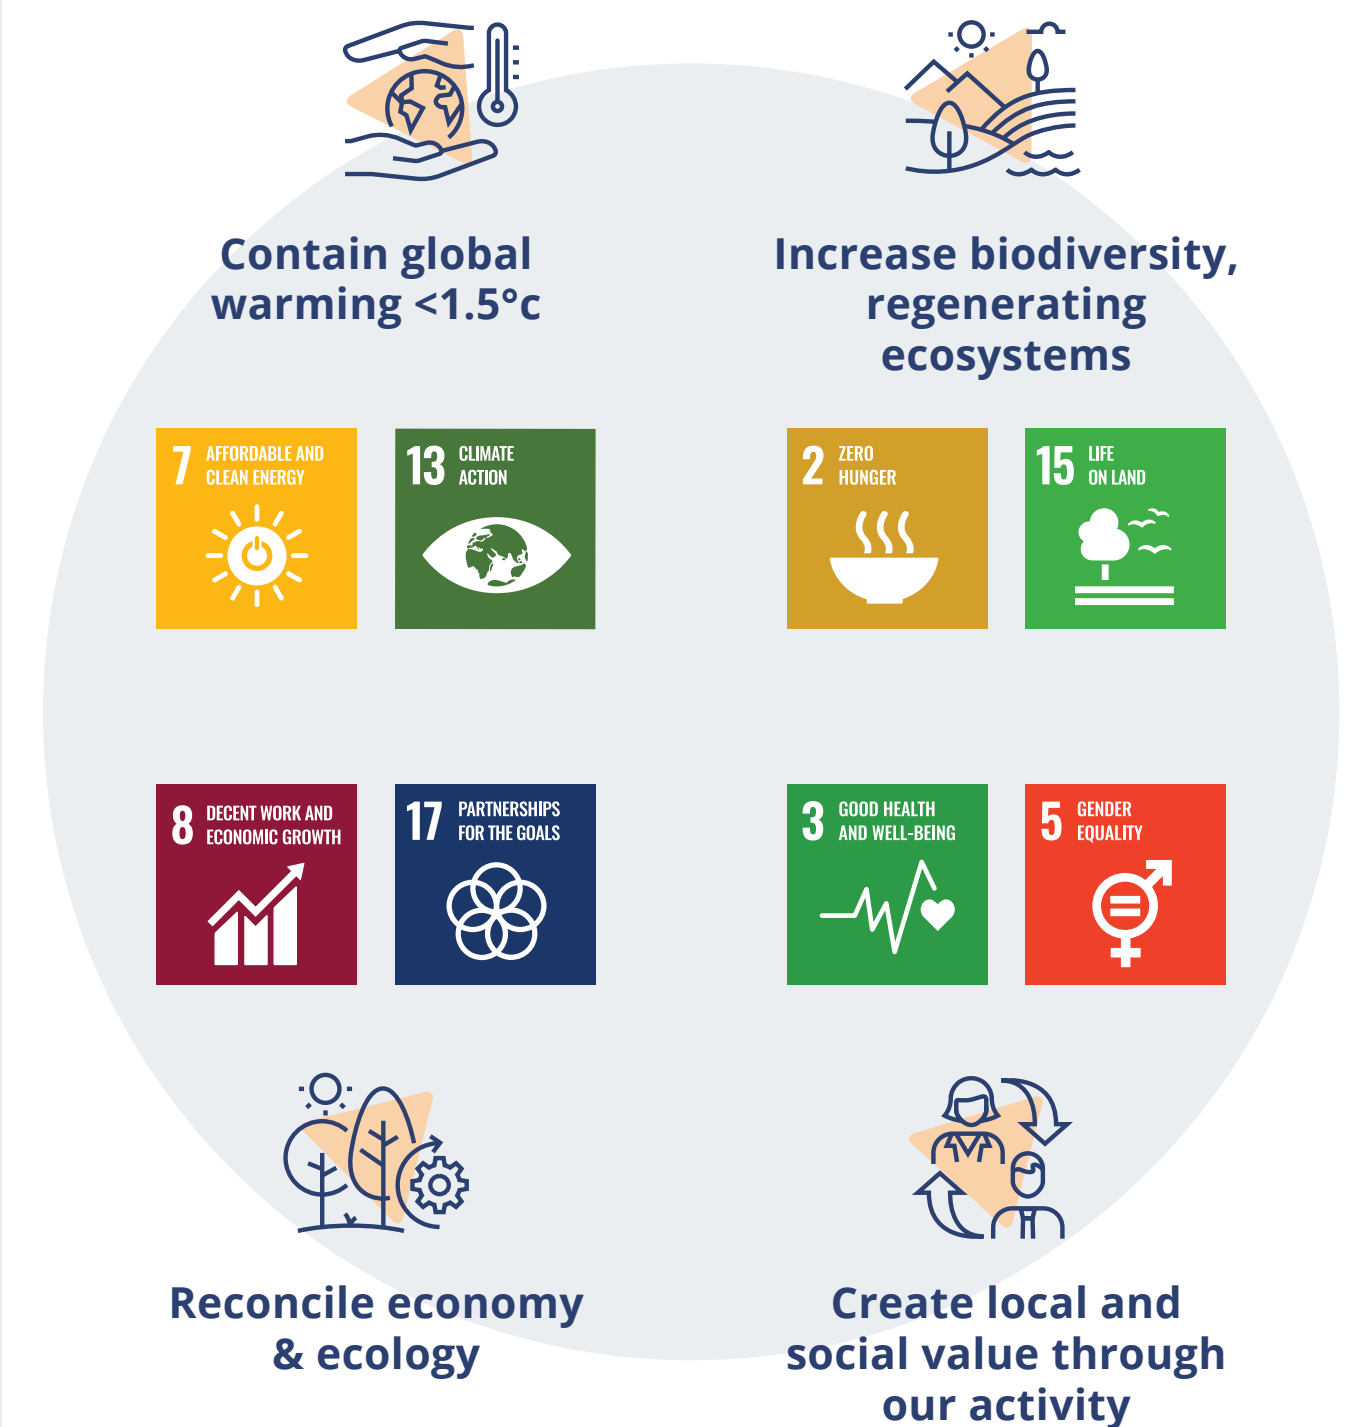 Contain global
warming <1.5°c
Increase biodiversity,
regenerating
ecosystems
7 AFFORDABLE AND
CLEAN ENERGY
13 CLIMATE
ACTION
2 ZERO
HUNGER
15 LIFE
ON LAND
8 DECENT WORK AND
ECONOMIC GROWTH
17 PARTNERSHIPS
FOR THE GOALS
3 GOOD HEALTH
AND WELL-BEING
5 GENDER
EQUALITY
Reconcile economy
& ecology
Create local and
social value through
our activity